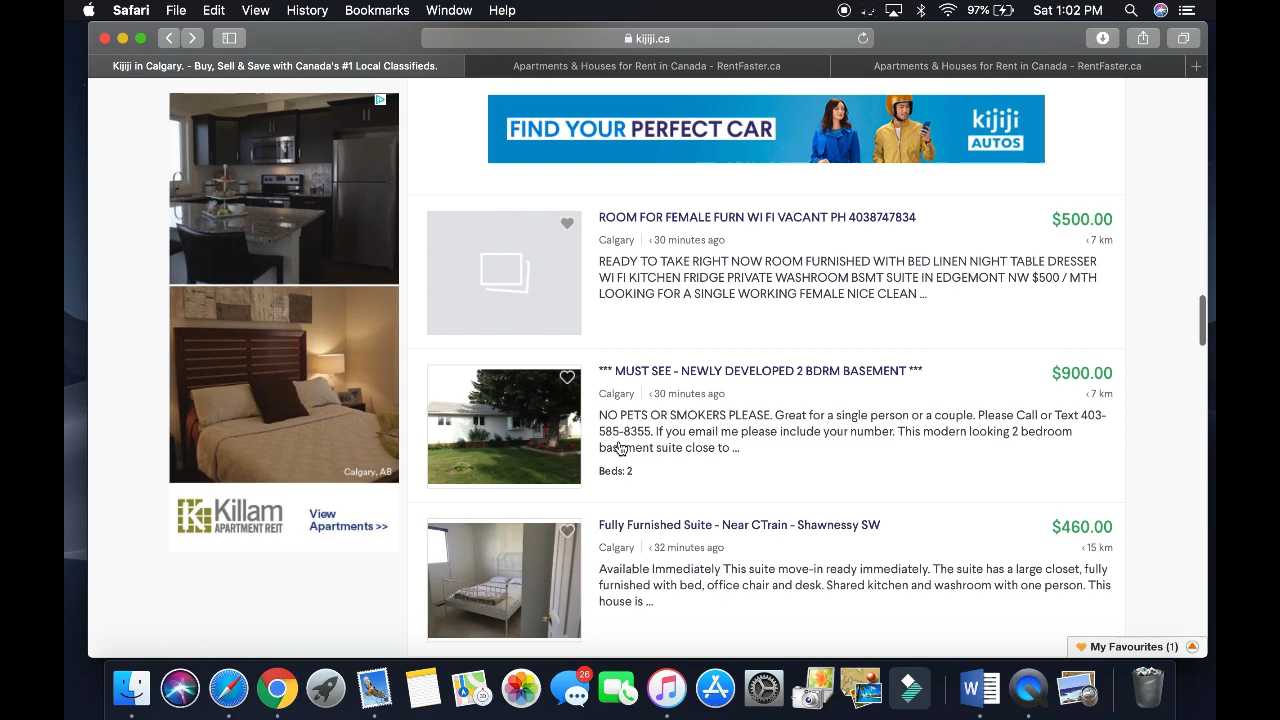 Safari File Edit View History Bookmarks Window Help 97% Sat 1:02 PM
kijiji.ca
Kijiji in Calgary. - Buy, Sell & Save with Canada's #1 Local Classifieds. Apartments & Houses for Rent in Canada - RentFaster.ca Apartments & Houses for Rent in Canada - RentFaster.ca
FIND YOUR PERFECT CAR kijiji AUTOS
ROOM FOR FEMALE FURN WI FI VACANT PH 4038747834 $500.00
Calgary < 30 minutes ago < 7 km
READY TO TAKE RIGHT NOW ROOM FURNISHED WITH BED LINEN NIGHT TABLE DRESSER
WI FI KITCHEN FRIDGE PRIVATE WASHROOM BSMT SUITE IN EDGEMONT NW $500 / MTH
LOOKING FOR A SINGLE WORKING FEMALE NICE CLEAN ...
*** MUST SEE - NEWLY DEVELOPED 2 BDRM BASEMENT *** $900.00
Calgary < 30 minutes ago < 7 km
NO PETS OR SMOKERS PLEASE. Great for a single person or a couple. Please Call or Text 403-
585-8355. If you email me please include your number. This modern looking 2 bedroom
basement suite close to ...
Beds: 2
Calgary, AB
Killam
APARTMENT REIT
View
Apartments >>
Fully Furnished Suite - Near CTrain - Shawnessy SW $460.00
Calgary < 32 minutes ago < 15 km
Available Immediately This suite move-in ready immediately. The suite has a large closet, fully
furnished with bed, office chair and desk. Shared kitchen and washroom with one person. This
house is ...
My Favourites (1)
26